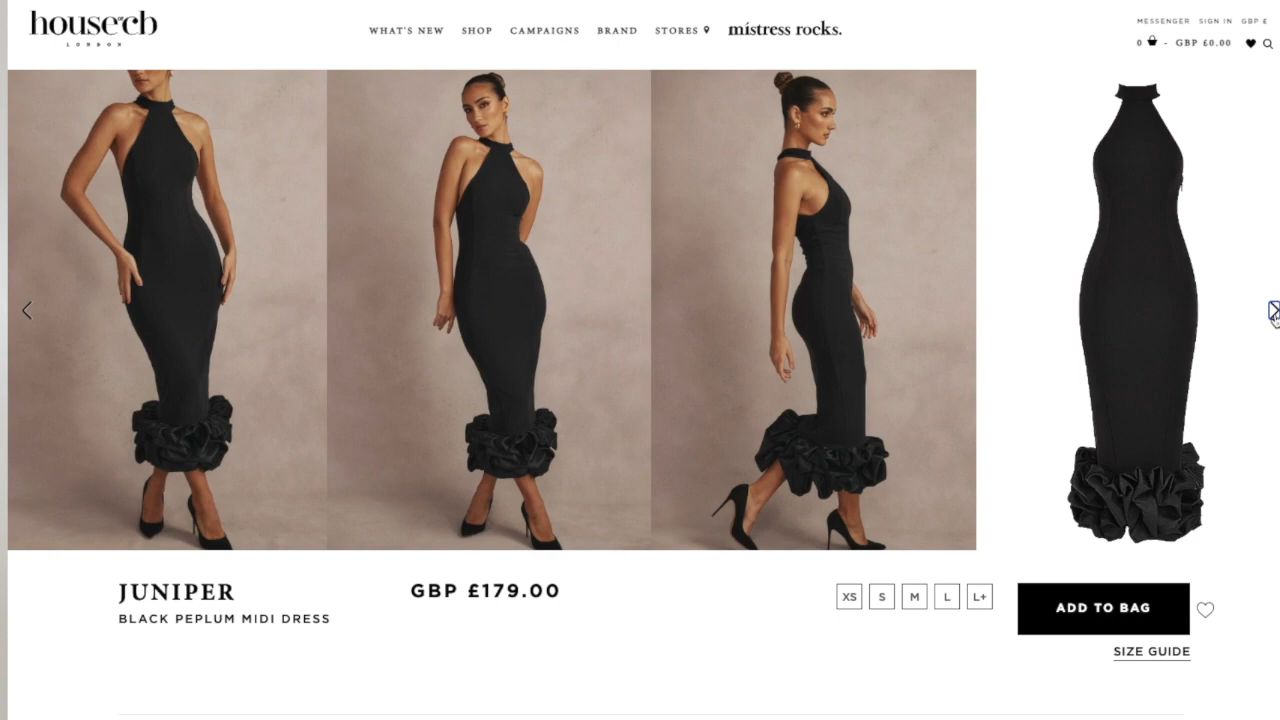 house of cb
LONDON
WHAT'S NEW SHOP CAMPAIGNS BRAND STORES mistress rocks.
MESSENGER SIGN IN GBP £
0 - GBP £0.00
JUNIPER
BLACK PEPLUM MIDI DRESS
GBP £179.00
XS S M L L+
ADD TO BAG
SIZE GUIDE